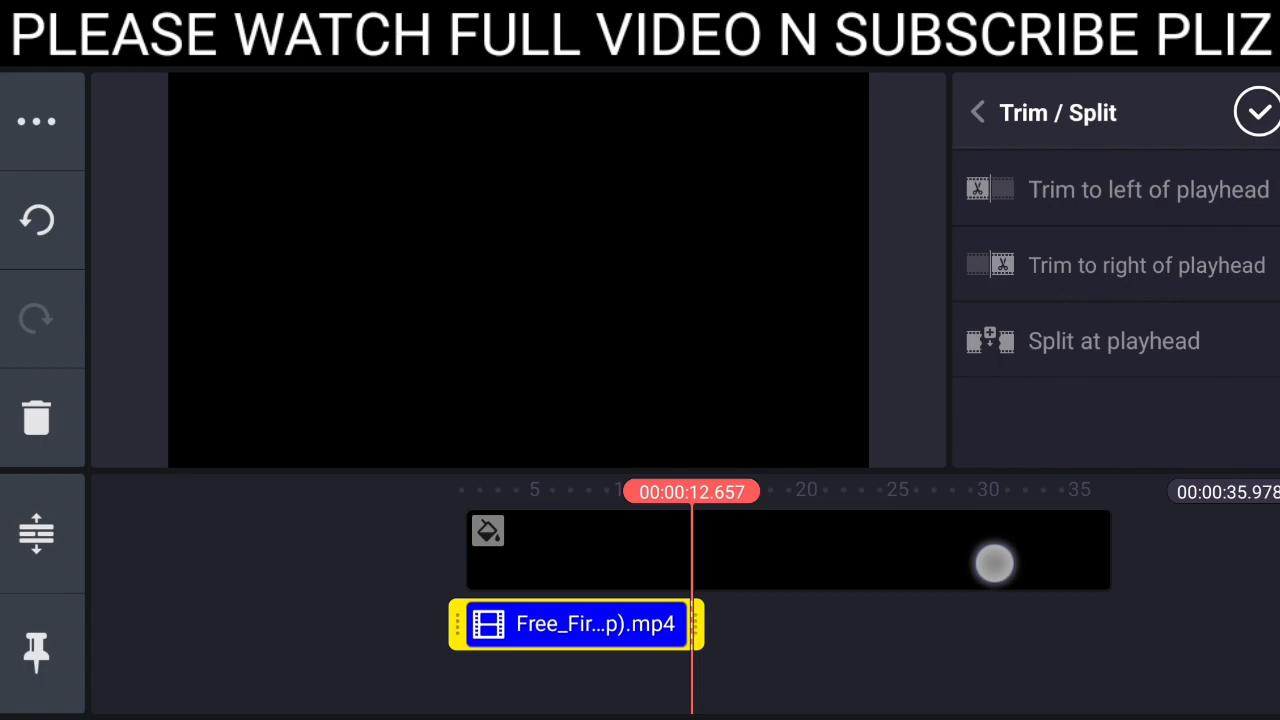 PLEASE WATCH FULL VIDEO N SUBSCRIBE PLIZ
Trim / Split
Trim to left of playhead
Trim to right of playhead
Split at playhead
5
1
00:00:12.657
20
25
30
35
00:00:35.978
Free_Fir...p).mp4